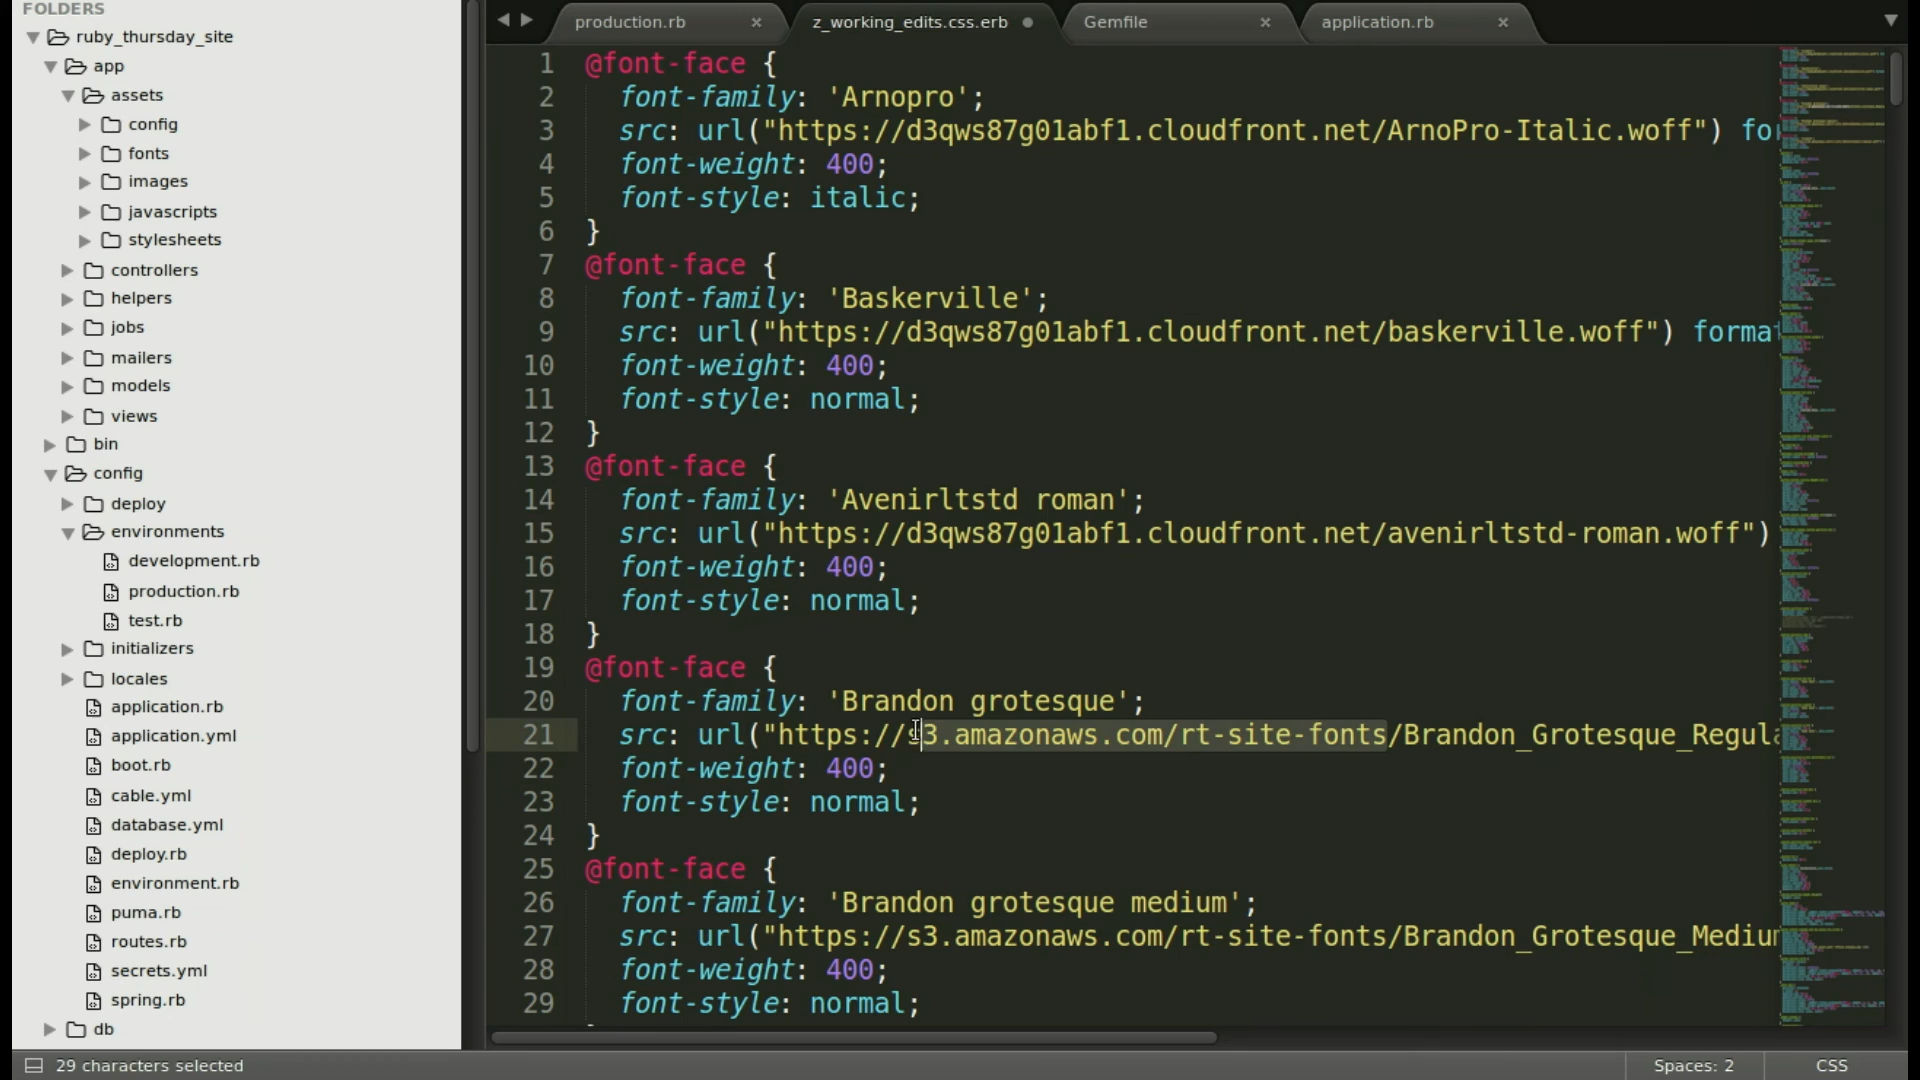 FOLDERS
ruby_thursday_site
app
assets
config
fonts
images
javascripts
stylesheets
controllers
helpers
jobs
mailers
models
views
bin
config
deploy
environments
development.rb
production.rb
test.rb
initializers
locales
application.rb
application.yml
boot.rb
cable.yml
database.yml
deploy.rb
environment.rb
puma.rb
routes.rb
secrets.yml
spring.rb
db
production.rb × z_working_edits.css.erb Gemfile × application.rb ×
1 @font-face {
2 font-family: 'Arnopro';
3 src: url("https://d3qws87g01abf1.cloudfront.net/ArnoPro-Italic.woff") for
4 font-weight: 400;
5 font-style: italic;
6 }
7 @font-face {
8 font-family: 'Baskerville';
9 src: url("https://d3qws87g01abf1.cloudfront.net/baskerville.woff") format
10 font-weight: 400;
11 font-style: normal;
12 }
13 @font-face {
14 font-family: 'Avenirltstd roman';
15 src: url("https://d3qws87g01abf1.cloudfront.net/avenirltstd-roman.woff")
16 font-weight: 400;
17 font-style: normal;
18 }
19 @font-face {
20 font-family: 'Brandon grotesque';
21 src: url("https://s3.amazonaws.com/rt-site-fonts/Brandon_Grotesque_Regula
22 font-weight: 400;
23 font-style: normal;
24 }
25 @font-face {
26 font-family: 'Brandon grotesque medium';
27 src: url("https://s3.amazonaws.com/rt-site-fonts/Brandon_Grotesque_Medium
28 font-weight: 400;
29 font-style: normal;
29 characters selected
Spaces: 2
CSS